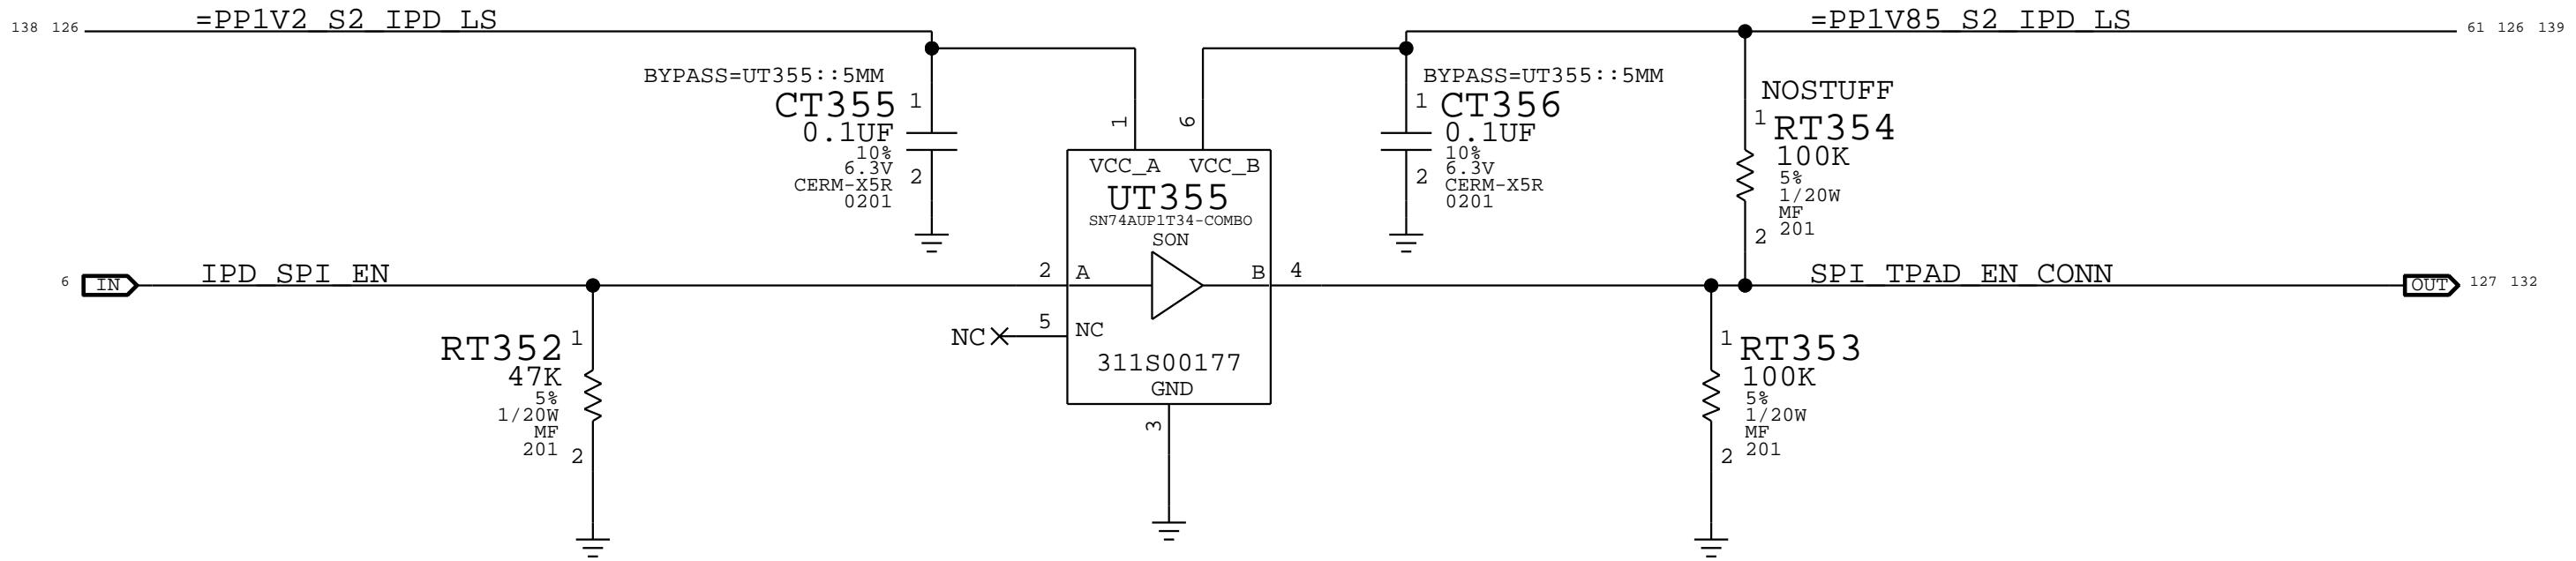 =PP1V2_S2_IPD_LS
=PP1V85_S2_IPD_LS
138 126
61 126 139
BYPASS=UT355::5MM
CT355
1
0.1UF
10%
6.3V
CERM-X5R
0201
2
1
6
BYPASS=UT355::5MM
1
CT356
0.1UF
10%
6.3V
CERM-X5R
0201
2
NOSTUFF
1
RT354
100K
5%
1/20W
MF
201
2
VCC_A VCC_B
UT355
SN74AUP1T34-COMBO
SON
6
IN
IPD_SPI_EN
2
A
B
4
SPI_TPAD_EN_CONN
OUT
127 132
NC
5
NC
311S00177
GND
3
RT352
1
47K
5%
1/20W
MF
201
2
1
RT353
100K
5%
1/20W
MF
201
2